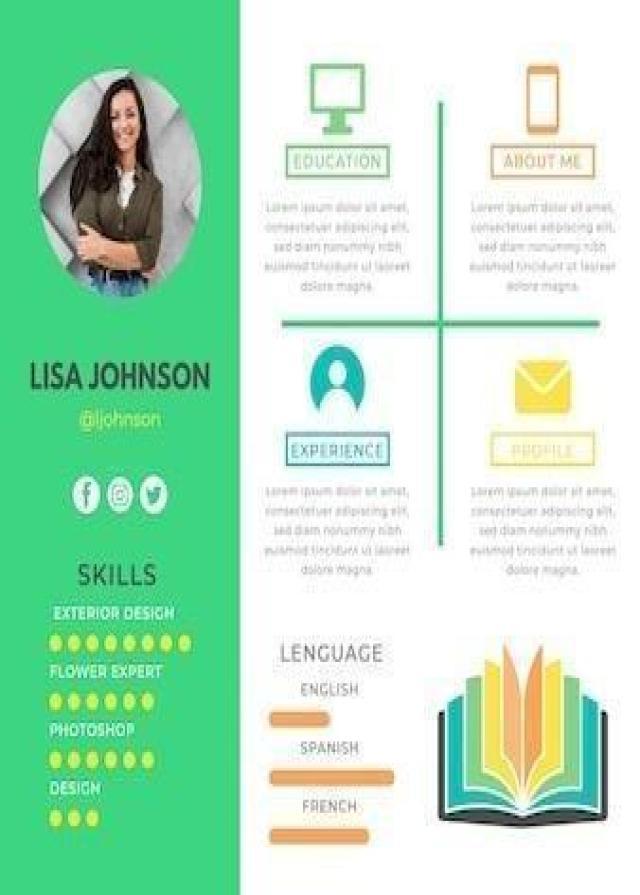 LISA JOHNSON
@ljohnson
SKILLS
EXTERIOR DESIGN
FLOWER EXPERT
PHOTOSHOP
DESIGN
EDUCATION
Lorem ipsum dolor sit amet,
consectetuer adipiscing elit,
sed diam nonummy nibh
euismod tincidunt ut laoreet
dolore magna.
ABOUT ME
Lorem ipsum dolor sit amet,
consectetuer adipiscing elit,
sed diam nonummy nibh
euismod tincidunt ut laoreet
dolore magna.
EXPERIENCE
Lorem ipsum dolor sit amet,
consectetuer adipiscing elit,
sed diam nonummy nibh
euismod tincidunt ut laoreet
dolore magna.
PROFILE
Lorem ipsum dolor sit amet,
consectetuer adipiscing elit,
sed diam nonummy nibh
euismod tincidunt ut laoreet
dolore magna.
LENGUAGE
ENGLISH
SPANISH
FRENCH